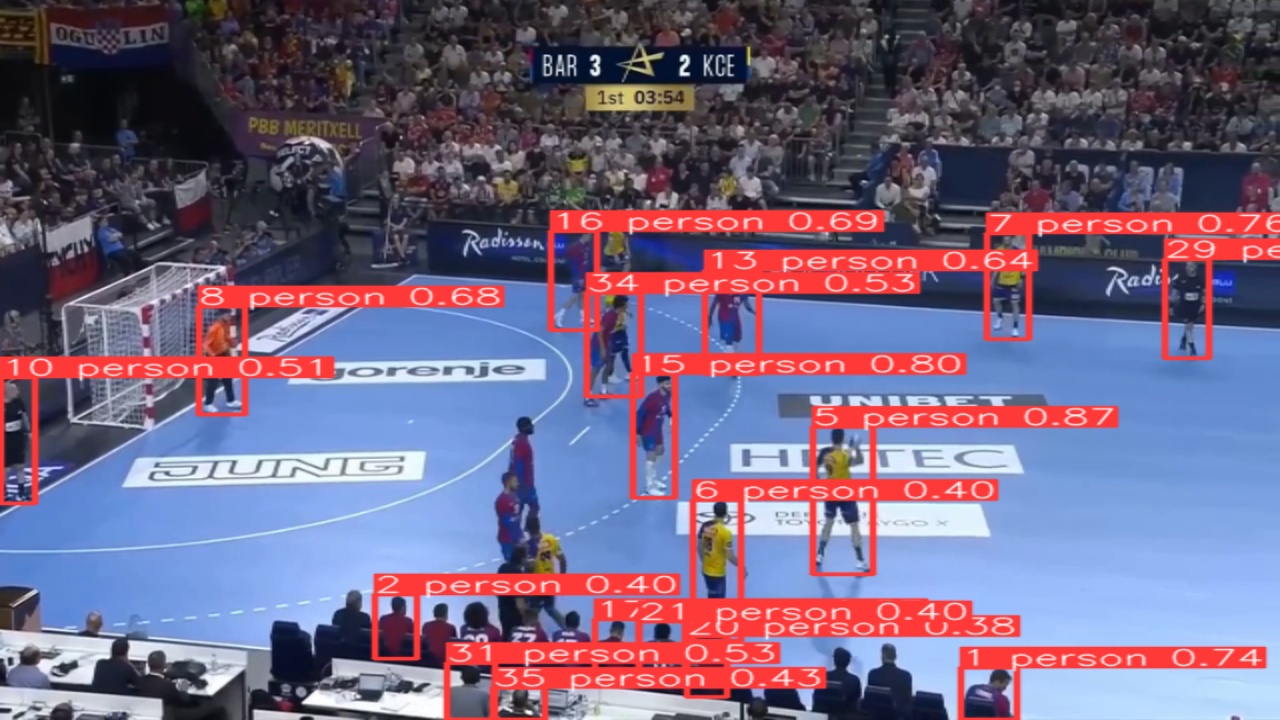 OGULIN
BAR 3 2 KCE
1st 03:54
PBB MERITXELL
SELECT
16 person 0.69
7 person 0.76
Radisson
13 person 0.64
29 pe
34 person 0.53
8 person 0.68
Radis
10 person 0.51
gorenje
15 person 0.80
UNIBET
5 person 0.87
JUNG
6 person 0.40
2 person 0.40
21 person 0.40
20 person 0.38
31 person 0.53
1 person 0.74
35 person 0.43